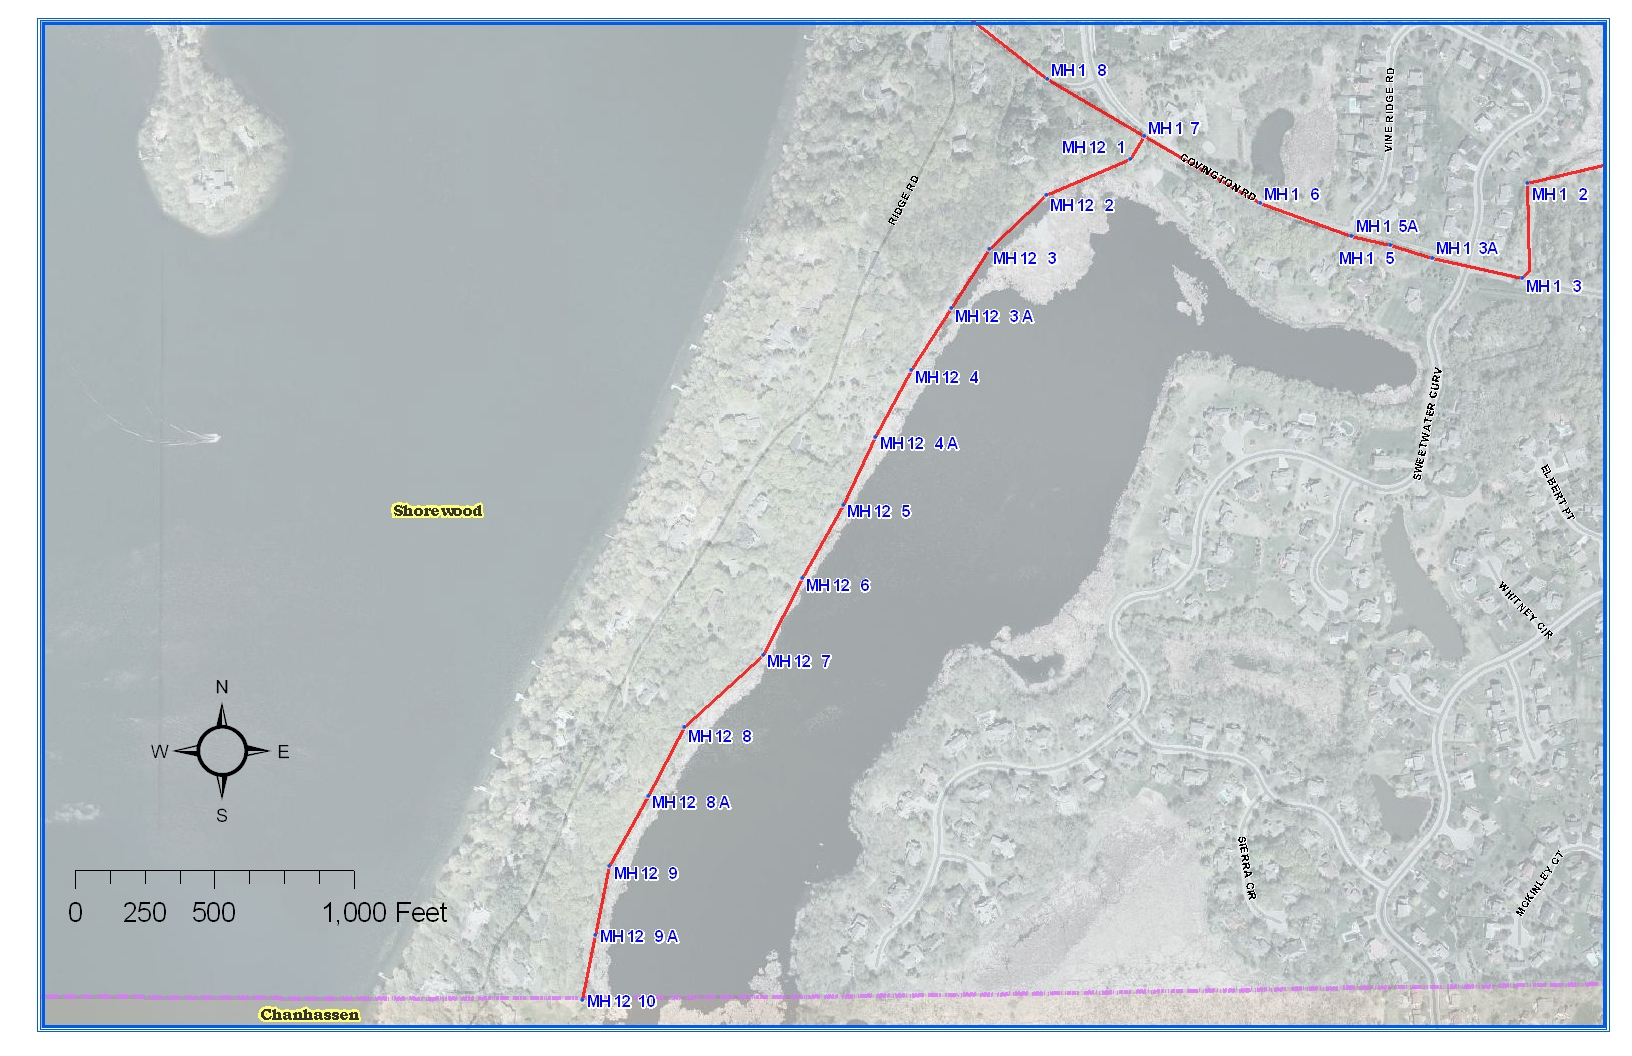 MH 1 8
VINE RIDGE RD
MH 1 7
MH 12 1
COVINGTON RD
RIDGE RD
MH 1 6
MH 1 2
MH 12 2
MH 1 5A
MH 1 3A
MH 12 3
MH 1 5
MH 1 3
MH 12 3 A
MH 12 4
SWEETWATER CURV
MH 12 4 A
ELBERT PT
Shorewood
MH 12 5
MH 12 6
WHITNEY CIR
MH 12 7
N
MH 12 8
W
E
MH 12 8 A
S
SIERRA CIR
MCKINLEY CT
MH 12 9
0 250 500 1,000 Feet
MH 12 9 A
MH 12 10
Chanhassen